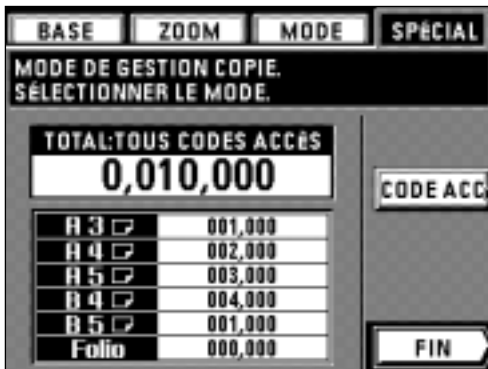 BASE ZOOM MODE SPÉCIAL
MODE DE GESTION COPIE.
SÉLECTIONNER LE MODE.
TOTAL:TOUS CODES ACCÈS
0,010,000
CODE ACC
A3 001,000
A4 002,000
A5 003,000
B4 004,000
B5 001,000
Folio 000,000
FIN